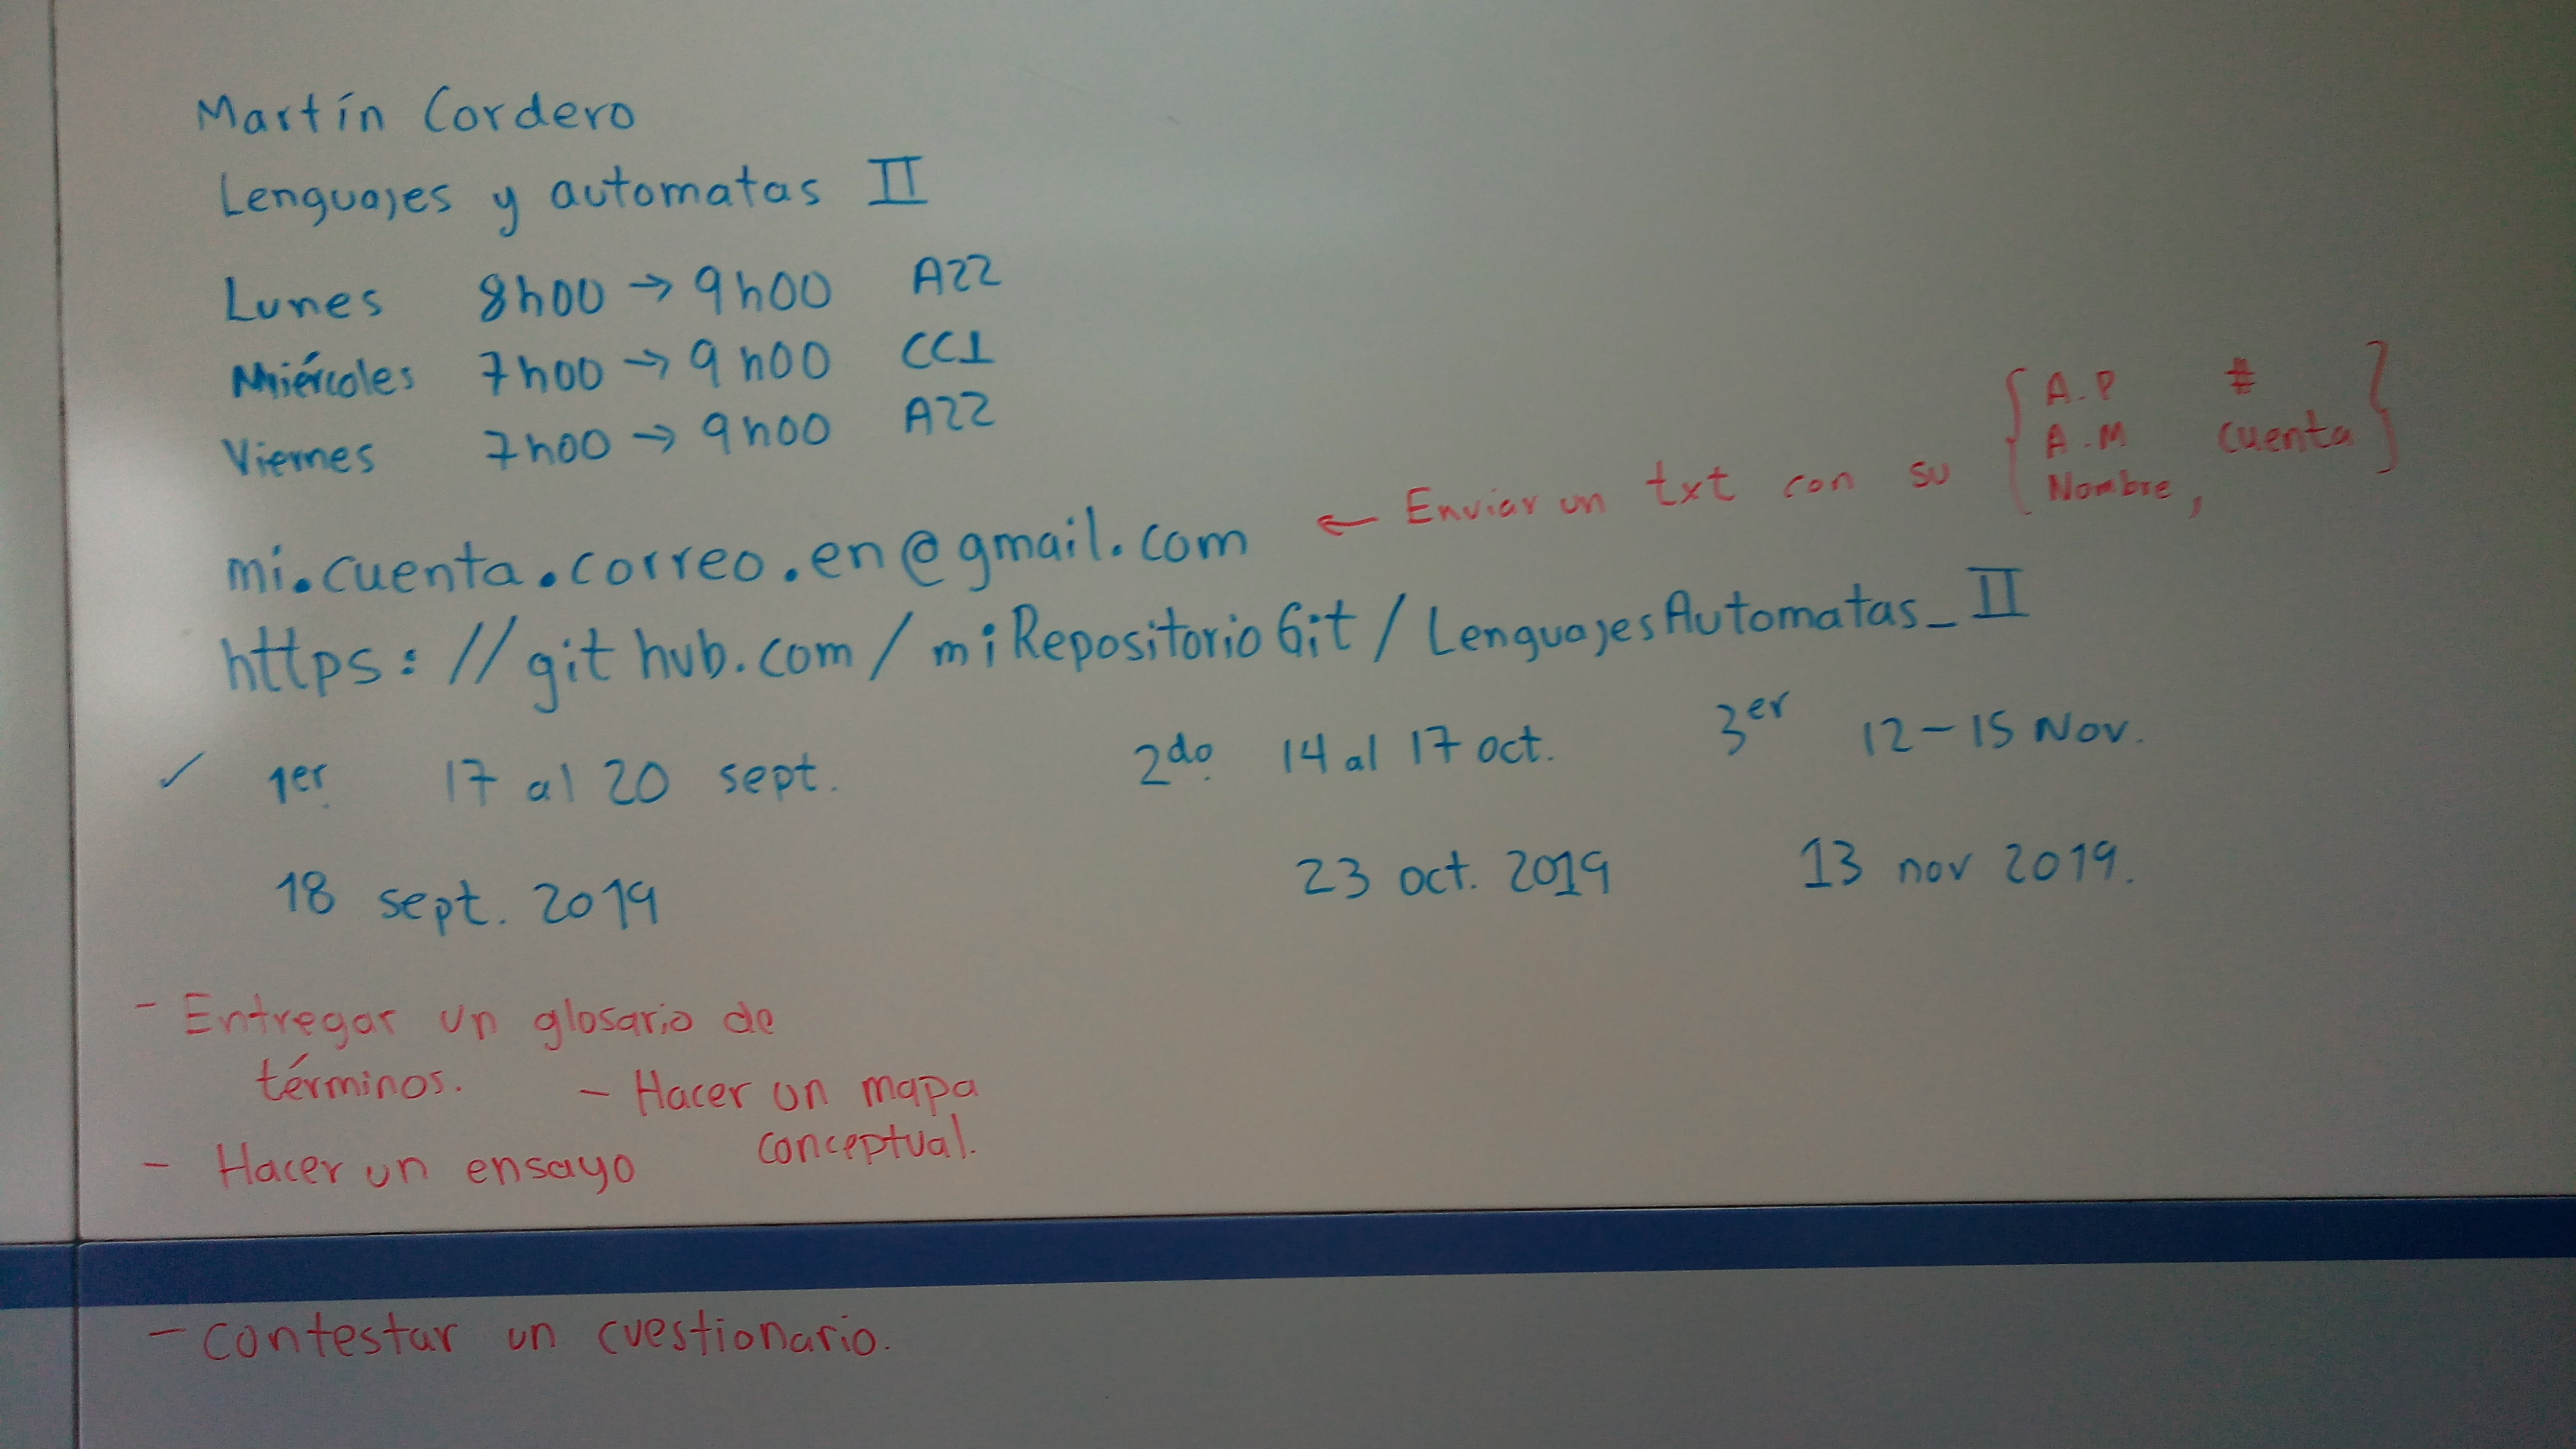 Martín Cordero
Lenguajes y automatas II
Lunes 8h00 → 9h00 A22
Miércoles 7h00 → 9h00 CC1
Viernes 7h00 → 9h00 A22
mi.cuenta.correo.en@gmail.com ← Enviar un txt con su { A.P #
A.M cuenta }
Nombre,
https://github.com/miRepositorioGit/LenguajesAutomatas_II
✓ 1er. 17 al 20 sept. 2do. 14 al 17 oct. 3er 12-15 Nov.
18 sept. 2019 23 oct. 2019 13 nov 2019.
- Entregar un glosario de
términos.
- Hacer un mapa
conceptual.
- Hacer un ensayo
- contestar un cuestionario.